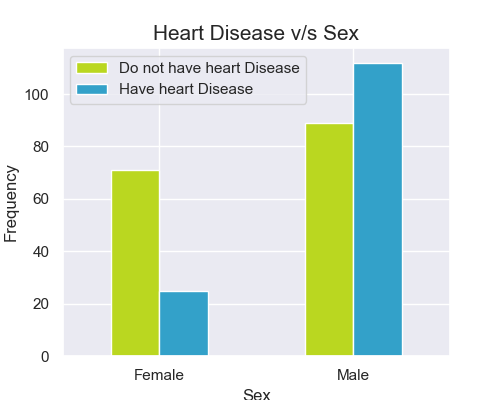 Heart Disease v/s Sex
Do not have heart Disease
Have heart Disease
Frequency
100
80
60
40
20
0
Female
Male
Sex